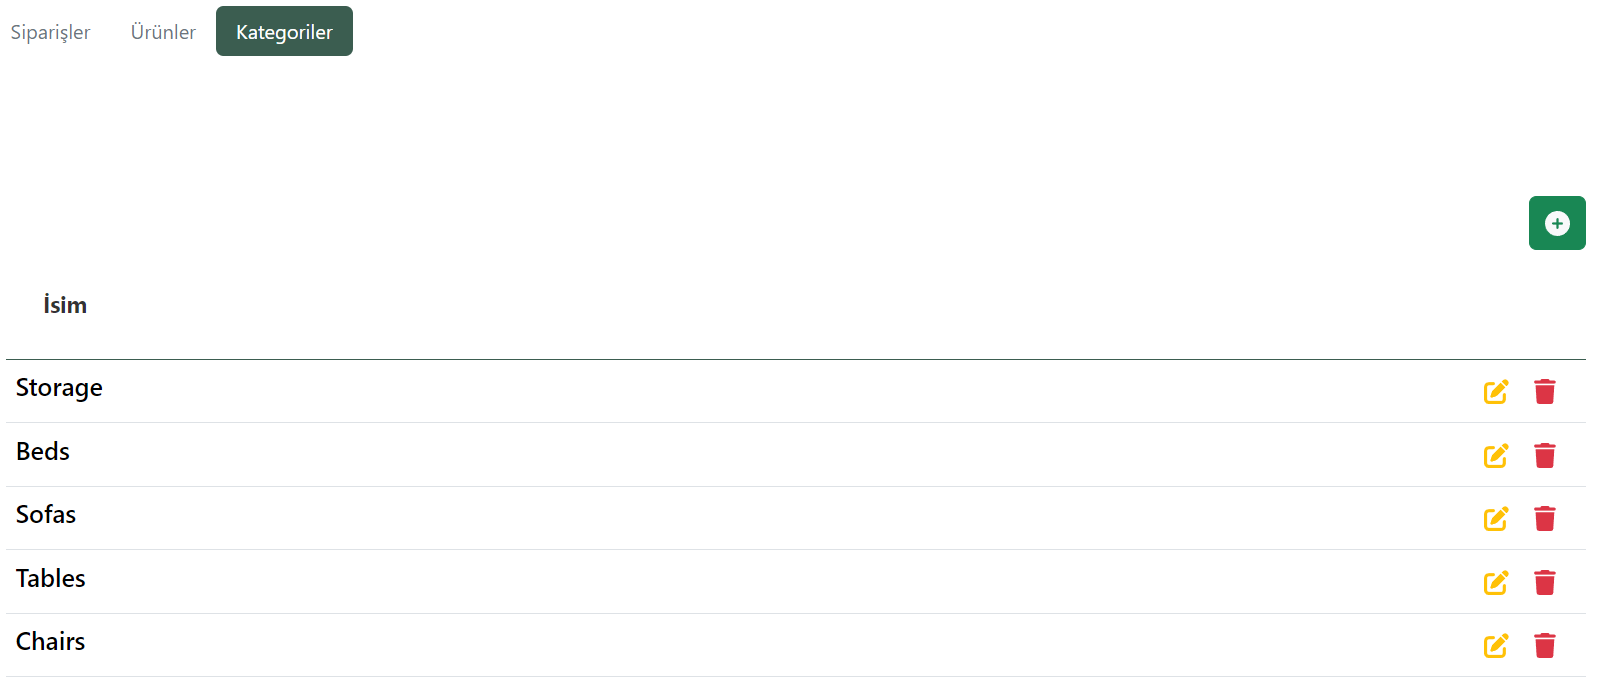 Siparişler Ürünler Kategoriler
İsim
Storage
Beds
Sofas
Tables
Chairs